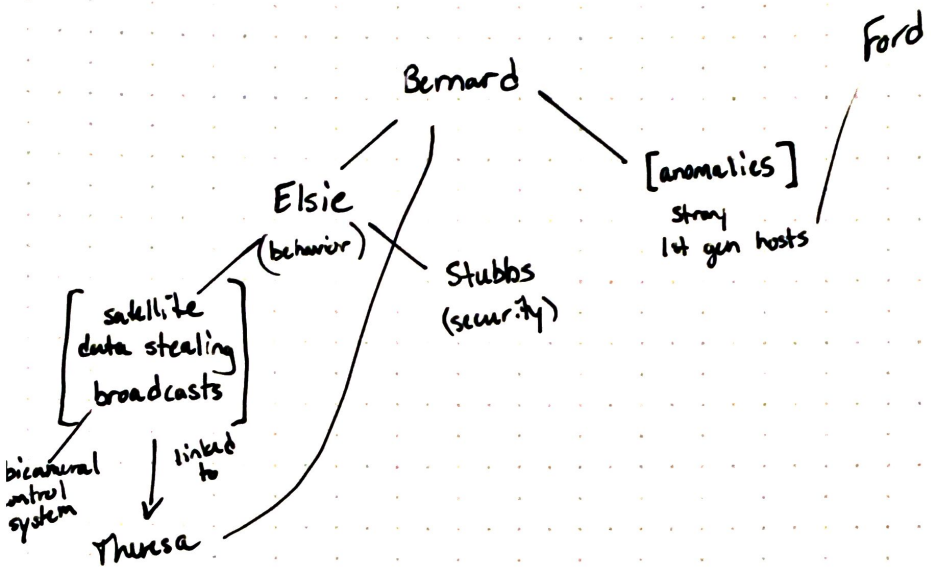 Ford
Bernard
[anomalies]
stray
1st gen hosts
Elsie
(behavior)
Stubbs
(security)
[satellite
data stealing
broadcasts]
linked
to
bicameral
ontrol
system
Theresa